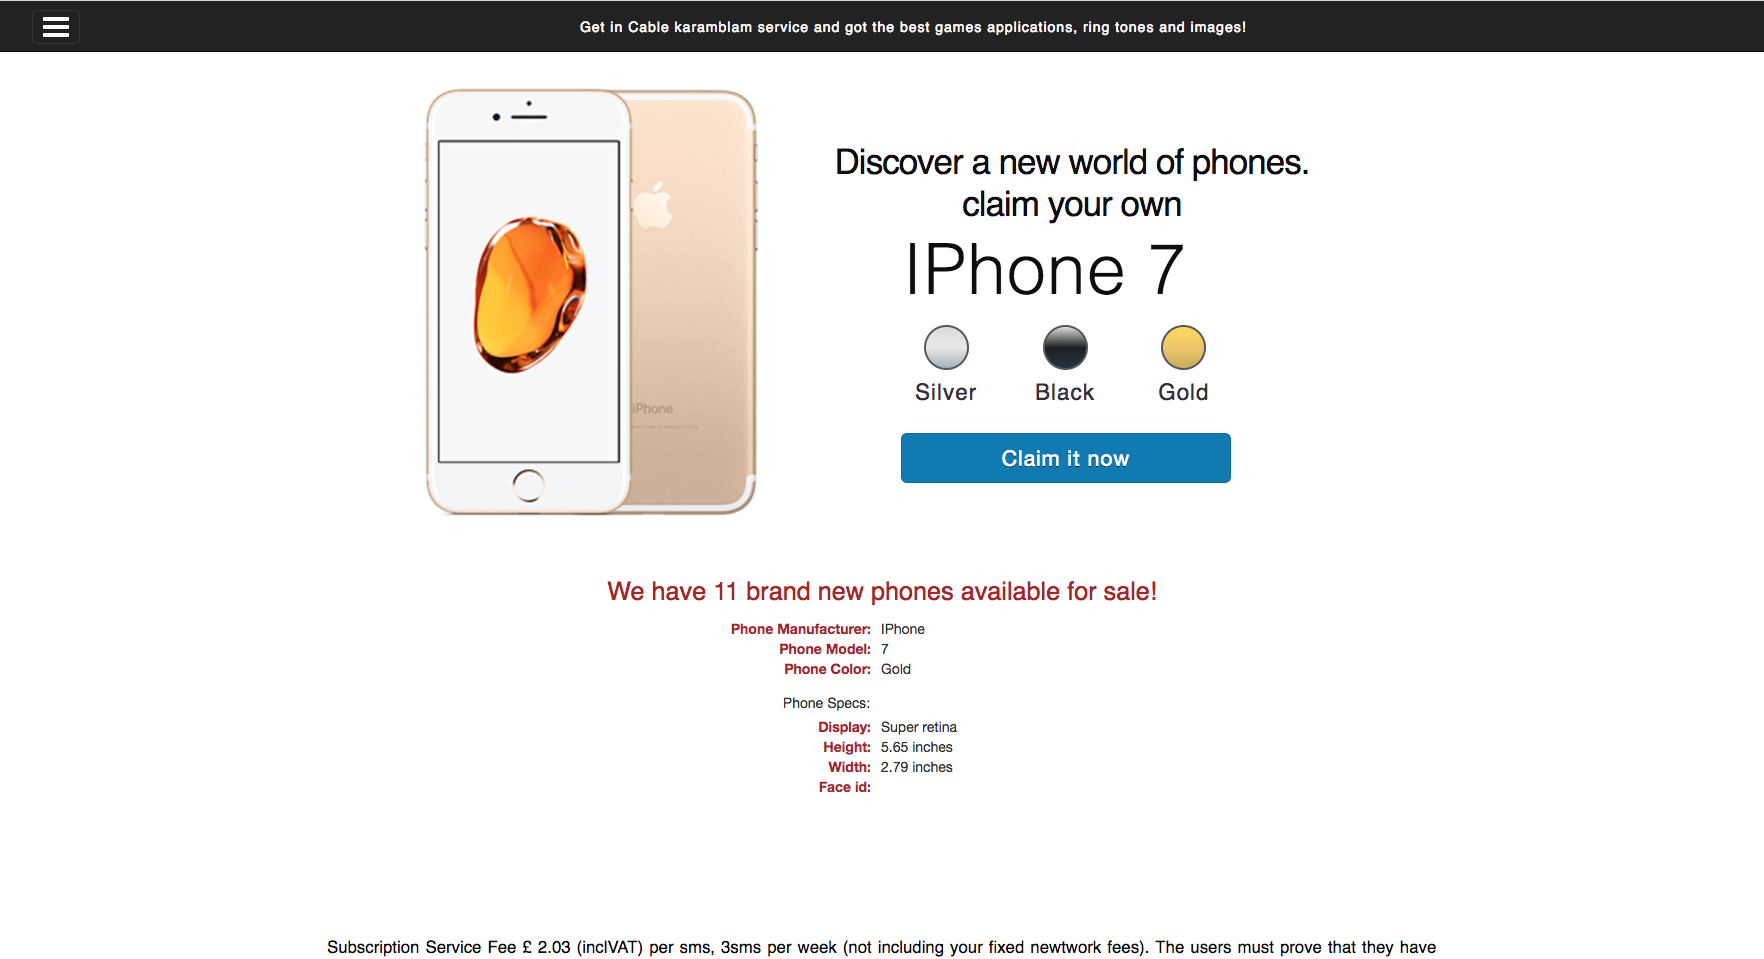 Get in Cable karamblam service and got the best games applications, ring tones and images!
Discover a new world of phones.
claim your own
IPhone 7
Silver Black Gold
Claim it now
iPhone
We have 11 brand new phones available for sale!
Phone Manufacturer: IPhone
Phone Model: 7
Phone Color: Gold
Phone Specs:
Display: Super retina
Height: 5.65 inches
Width: 2.79 inches
Face id:
Subscription Service Fee £ 2.03 (inclVAT) per sms, 3sms per week (not including your fixed newtwork fees). The users must prove that they have